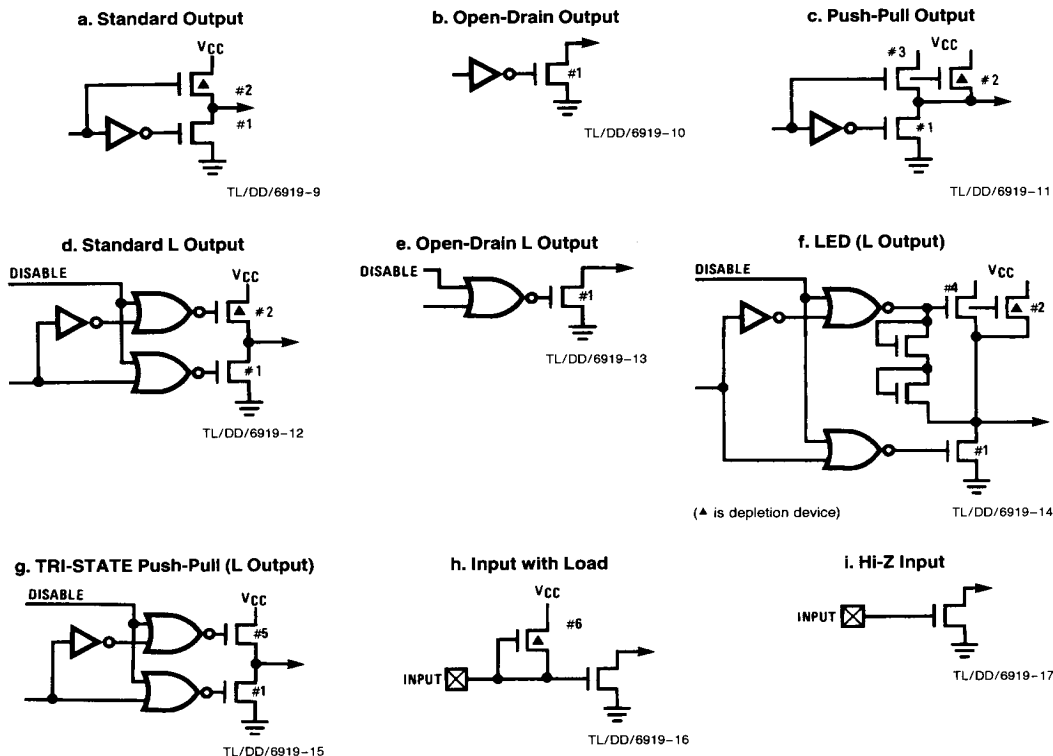 a. Standard Output
VCC
#2
#1
TL/DD/6919–9
b. Open-Drain Output
#1
TL/DD/6919–10
c. Push-Pull Output
#3
VCC
#2
#1
TL/DD/6919–11
d. Standard L Output
DISABLE
VCC
#2
#1
TL/DD/6919–12
e. Open-Drain L Output
DISABLE
#1
TL/DD/6919–13
f. LED (L Output)
DISABLE
VCC
#4
#2
#1
(▲ is depletion device)
TL/DD/6919–14
g. TRI-STATE Push-Pull (L Output)
DISABLE
VCC
#5
#1
TL/DD/6919–15
h. Input with Load
VCC
#6
INPUT
TL/DD/6919–16
i. Hi-Z Input
INPUT
TL/DD/6919–17